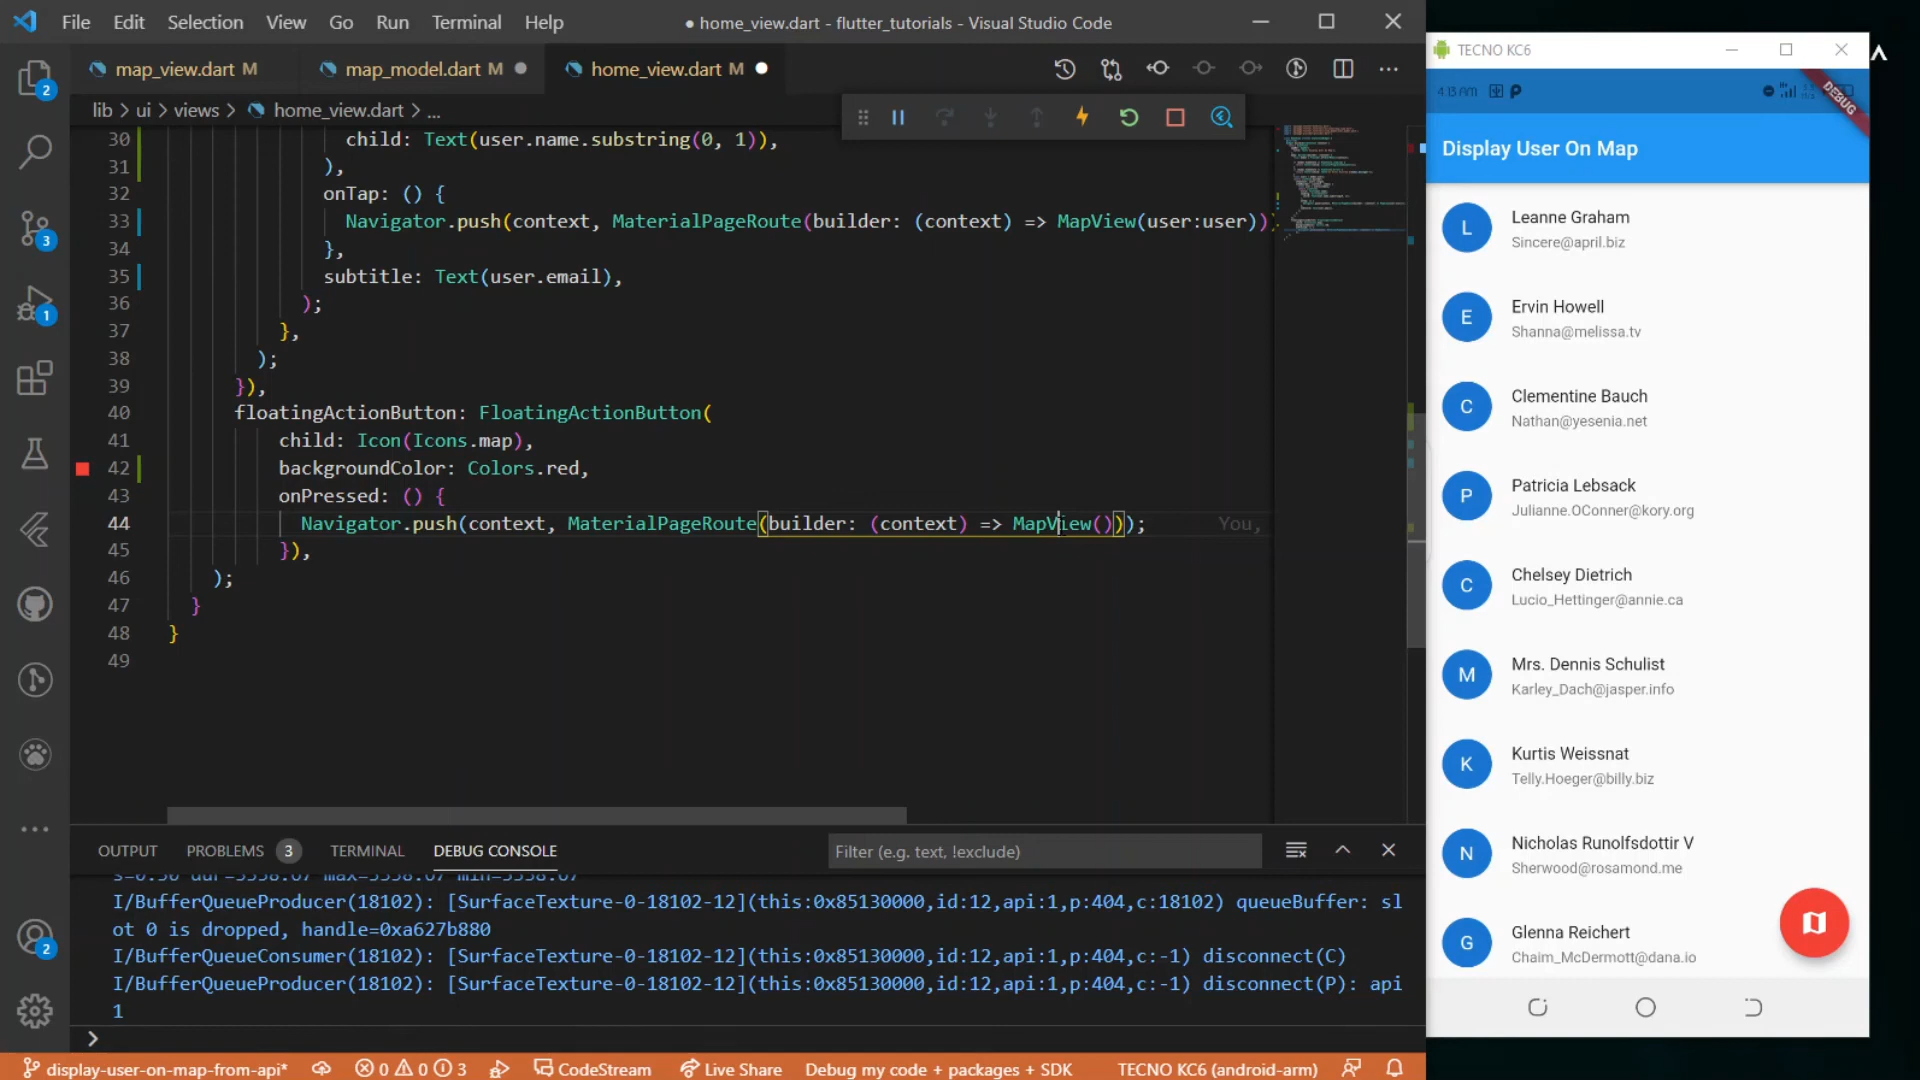 File Edit Selection View Go Run Terminal Help
● home_view.dart - flutter_tutorials - Visual Studio Code
map_view.dart M
map_model.dart M
home_view.dart M
lib > ui > views > home_view.dart > ...
30 child: Text(user.name.substring(0, 1)),
31 ),
32 onTap: () {
33 Navigator.push(context, MaterialPageRoute(builder: (context) => MapView(user:user))
34 },
35 subtitle: Text(user.email),
36 );
37 },
38 );
39 }),
40 floatingActionButton: FloatingActionButton(
41 child: Icon(Icons.map),
42 backgroundColor: Colors.red,
43 onPressed: () {
44 Navigator.push(context, MaterialPageRoute(builder: (context) => MapView())); You,
45 }),
46 );
47 }
48 }
49
2
3
1
2
OUTPUT PROBLEMS 3 TERMINAL DEBUG CONSOLE
Filter (e.g. text, !exclude)
I/BufferQueueProducer(18102): [SurfaceTexture-0-18102-12](this:0x85130000,id:12,api:1,p:404,c:18102) queueBuffer: sl
ot 0 is dropped, handle=0xa627b880
I/BufferQueueConsumer(18102): [SurfaceTexture-0-18102-12](this:0x85130000,id:12,api:1,p:404,c:-1) disconnect(C)
I/BufferQueueProducer(18102): [SurfaceTexture-0-18102-12](this:0x85130000,id:12,api:1,p:404,c:-1) disconnect(P): api
1
>
display-user-on-map-from-api* 0 0 3 CodeStream Live Share Debug my code + packages + SDK TECNO KC6 (android-arm)
TECNO KC6
4:13 AM
DEBUG
Display User On Map
L
Leanne Graham
Sincere@april.biz
E
Ervin Howell
Shanna@melissa.tv
C
Clementine Bauch
Nathan@yesenia.net
P
Patricia Lebsack
Julianne.OConner@kory.org
C
Chelsey Dietrich
Lucio_Hettinger@annie.ca
M
Mrs. Dennis Schulist
Karley_Dach@jasper.info
K
Kurtis Weissnat
Telly.Hoeger@billy.biz
N
Nicholas Runolfsdottir V
Sherwood@rosamond.me
G
Glenna Reichert
Chaim_McDermott@dana.io